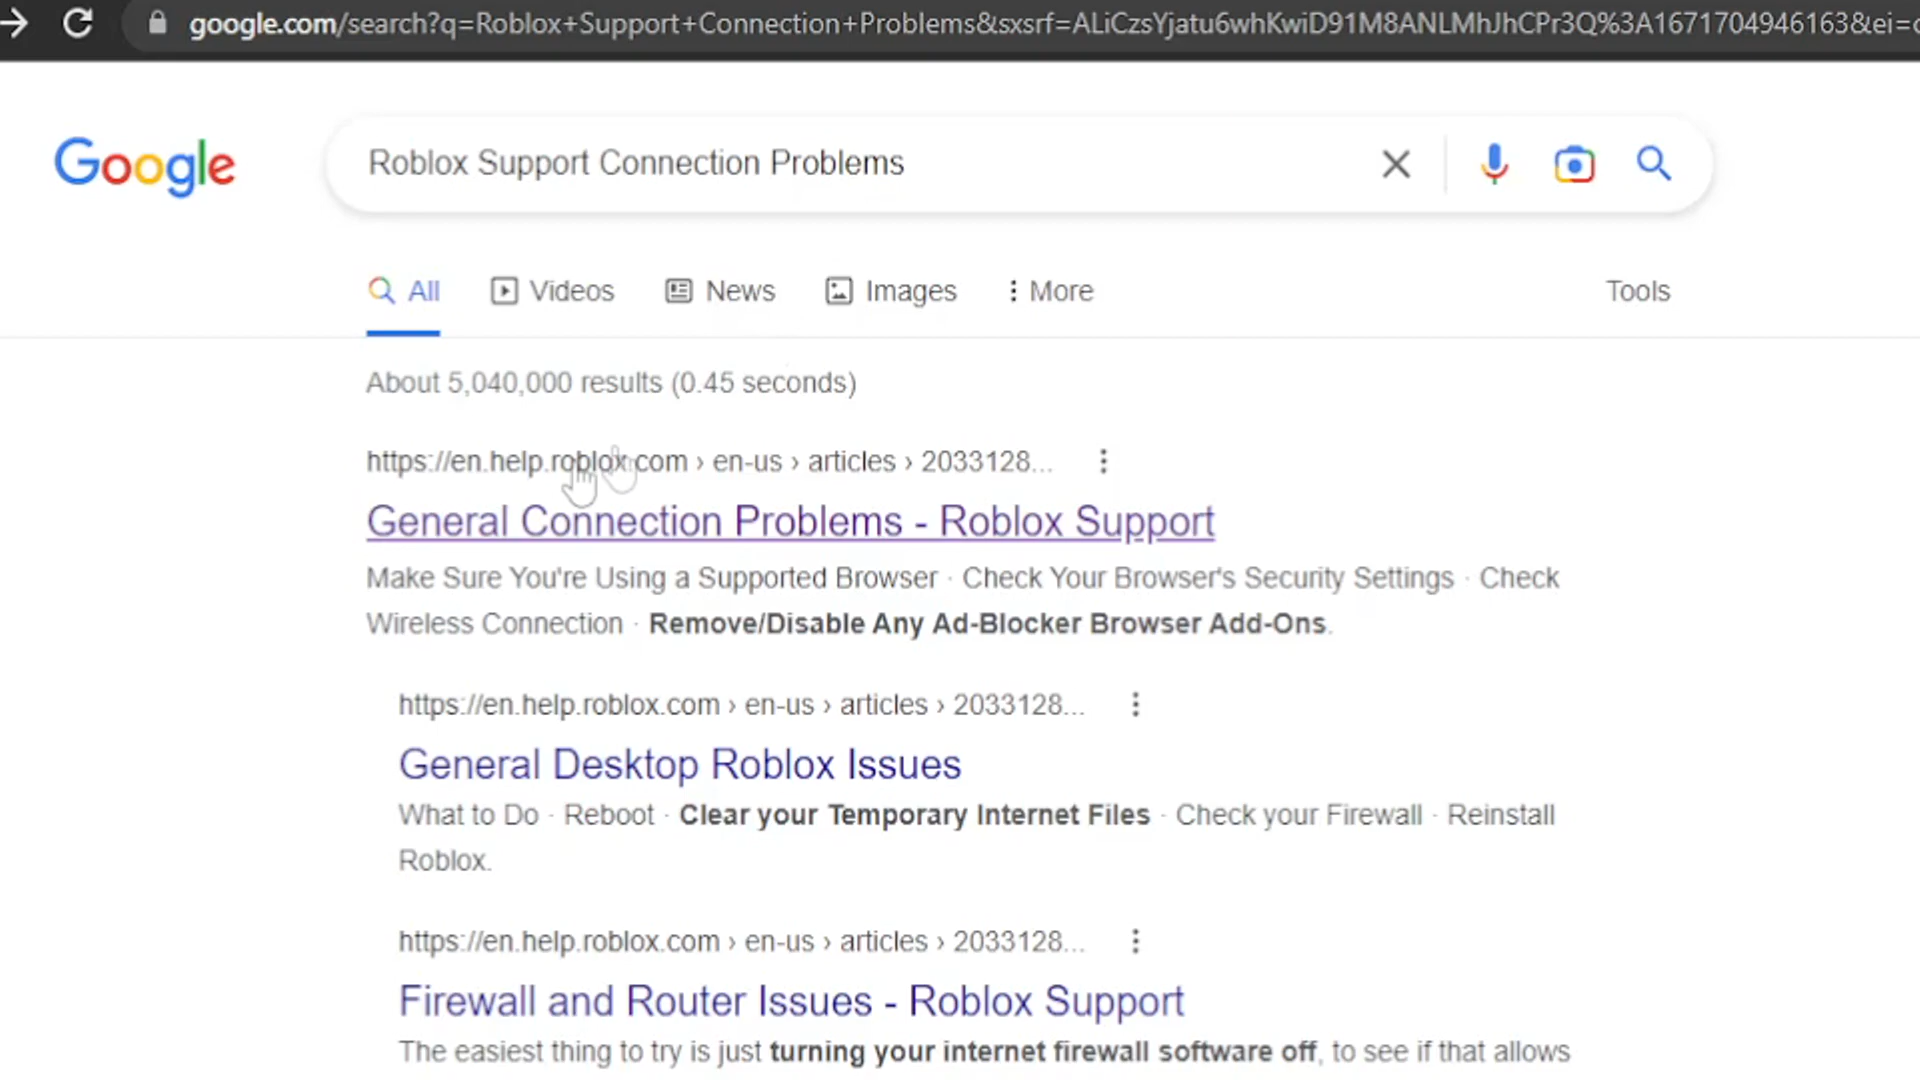 google.com/search?q=Roblox+Support+Connection+Problems&sxsrf=ALiCzsYjatu6whKwiD91M8ANLMhJhCPr3Q%3A1671704946163&ei=
Google
Roblox Support Connection Problems
All Videos News Images More Tools
About 5,040,000 results (0.45 seconds)
https://en.help.roblox.com › en-us › articles › 2033128...
General Connection Problems - Roblox Support
Make Sure You're Using a Supported Browser · Check Your Browser's Security Settings · Check
Wireless Connection · Remove/Disable Any Ad-Blocker Browser Add-Ons.
https://en.help.roblox.com › en-us › articles › 2033128...
General Desktop Roblox Issues
What to Do · Reboot · Clear your Temporary Internet Files · Check your Firewall · Reinstall
Roblox.
https://en.help.roblox.com › en-us › articles › 2033128...
Firewall and Router Issues - Roblox Support
The easiest thing to try is just turning your internet firewall software off, to see if that allows